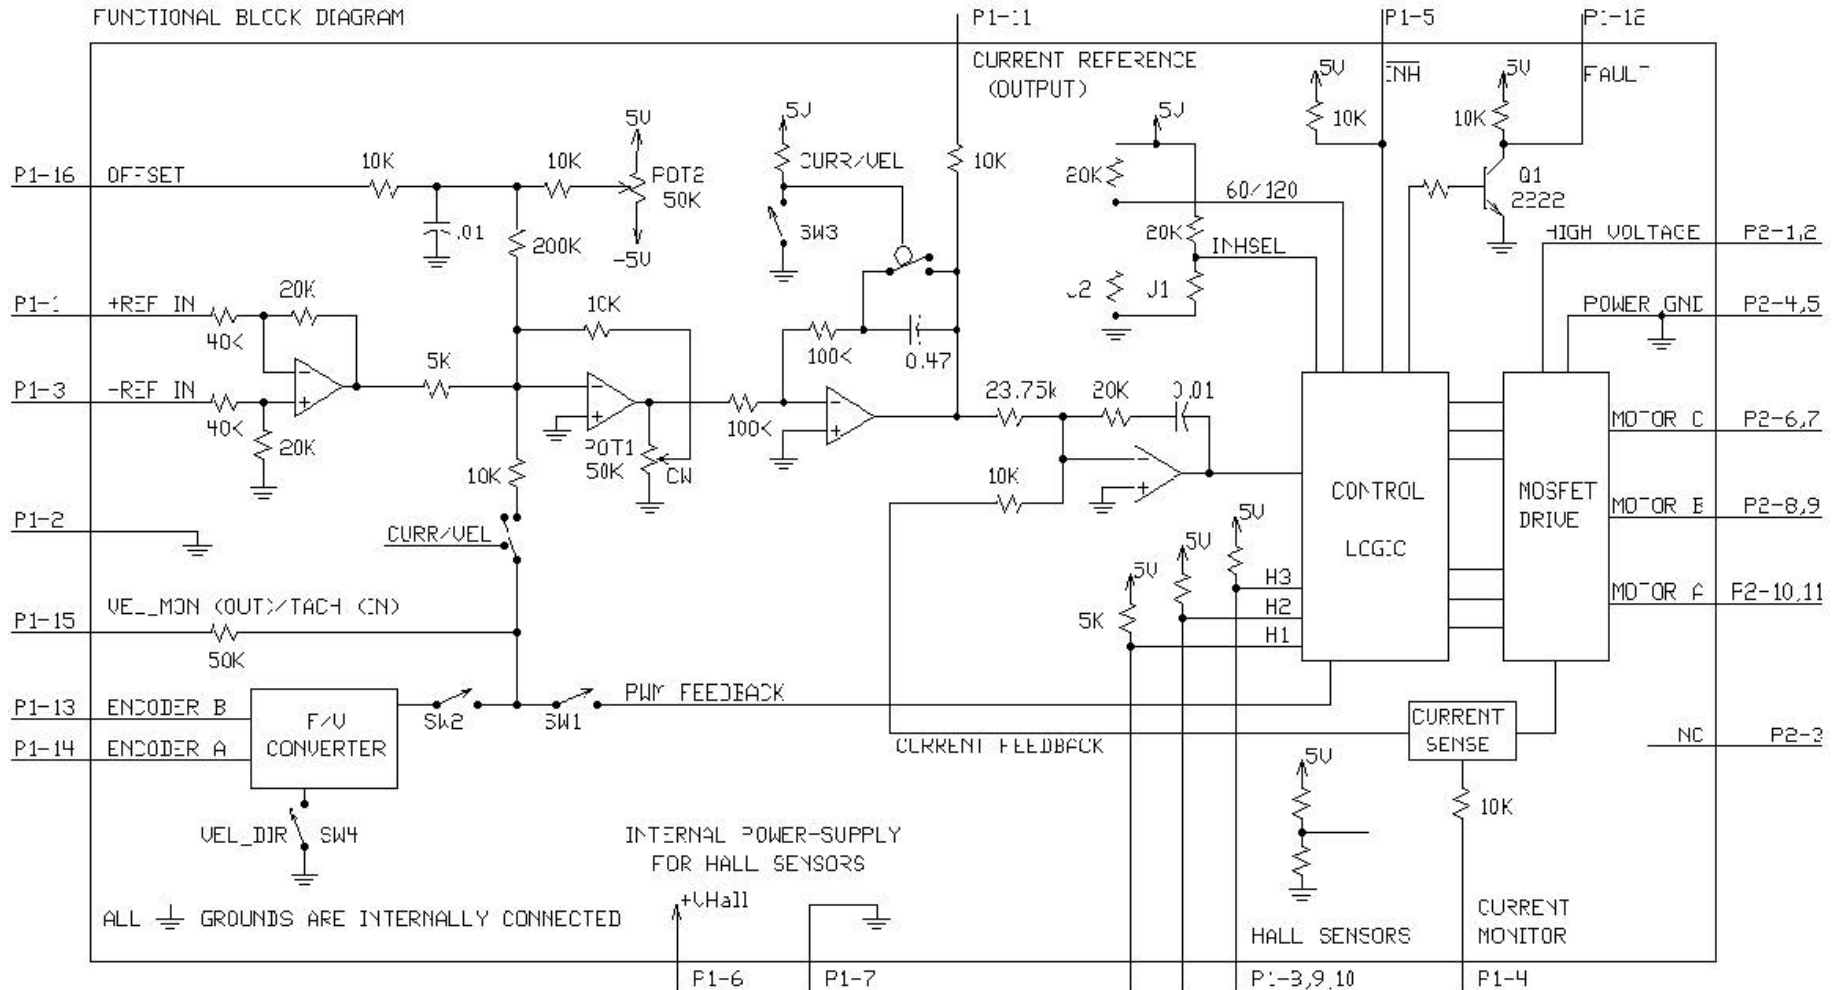 FUNCTIONAL BLOCK DIAGRAM
P1-11
P1-5
P1-12
CURRENT REFERENCE
(OUTPUT)
5V
INH
5V
FAULT
10K
10K
5V
5V
5V
10K
10K
CURR/VEL
10K
P1-16
OFFSET
POT2
50K
20K
60/120
Q1
2222
.01
200K
SW3
20K
INHSEL
HIGH VOLTAGE
P2-1,2
-5V
J2
J1
P1-1
+REF IN
20K
10K
POWER GND
P2-4,5
40K
100K
0.47
5K
P1-3
-REF IN
23.75k
20K
0.01
40K
100K
MOTOR C
P2-6,7
20K
POT1
50K
CW
10K
10K
CONTROL
LOGIC
MOSFET
DRIVE
MOTOR B
P2-8,9
P1-2
CURR/VEL
5V
5V
5V
H3
H2
H1
5K
MOTOR A
P2-10,11
VEL_MON (OUT)/TACH (IN)
P1-15
50K
PWM FEEDBACK
P1-13
ENCODER B
F/V
CONVERTER
SW2
SW1
CURRENT
SENSE
P1-14
ENCODER A
CURRENT FEEDBACK
NC
P2-3
5V
10K
VEL_DIR
SW4
INTERNAL POWER-SUPPLY
FOR HALL SENSORS
+VHall
ALL GROUNDS ARE INTERNALLY CONNECTED
HALL SENSORS
CURRENT
MONITOR
P1-6
P1-7
P1-8,9,10
P1-4